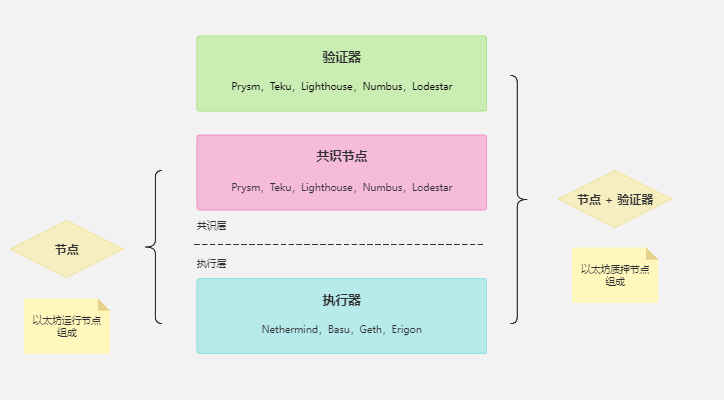 验证器
Prysm，Teku，Lighthouse，Numbus，Lodestar
共识节点
Prysm，Teku，Lighthouse，Numbus，Lodestar
共识层
执行层
执行器
Nethermind，Basu，Geth，Erigon
节点
以太坊运行节点
组成
节点 + 验证器
以太坊质押节点
组成